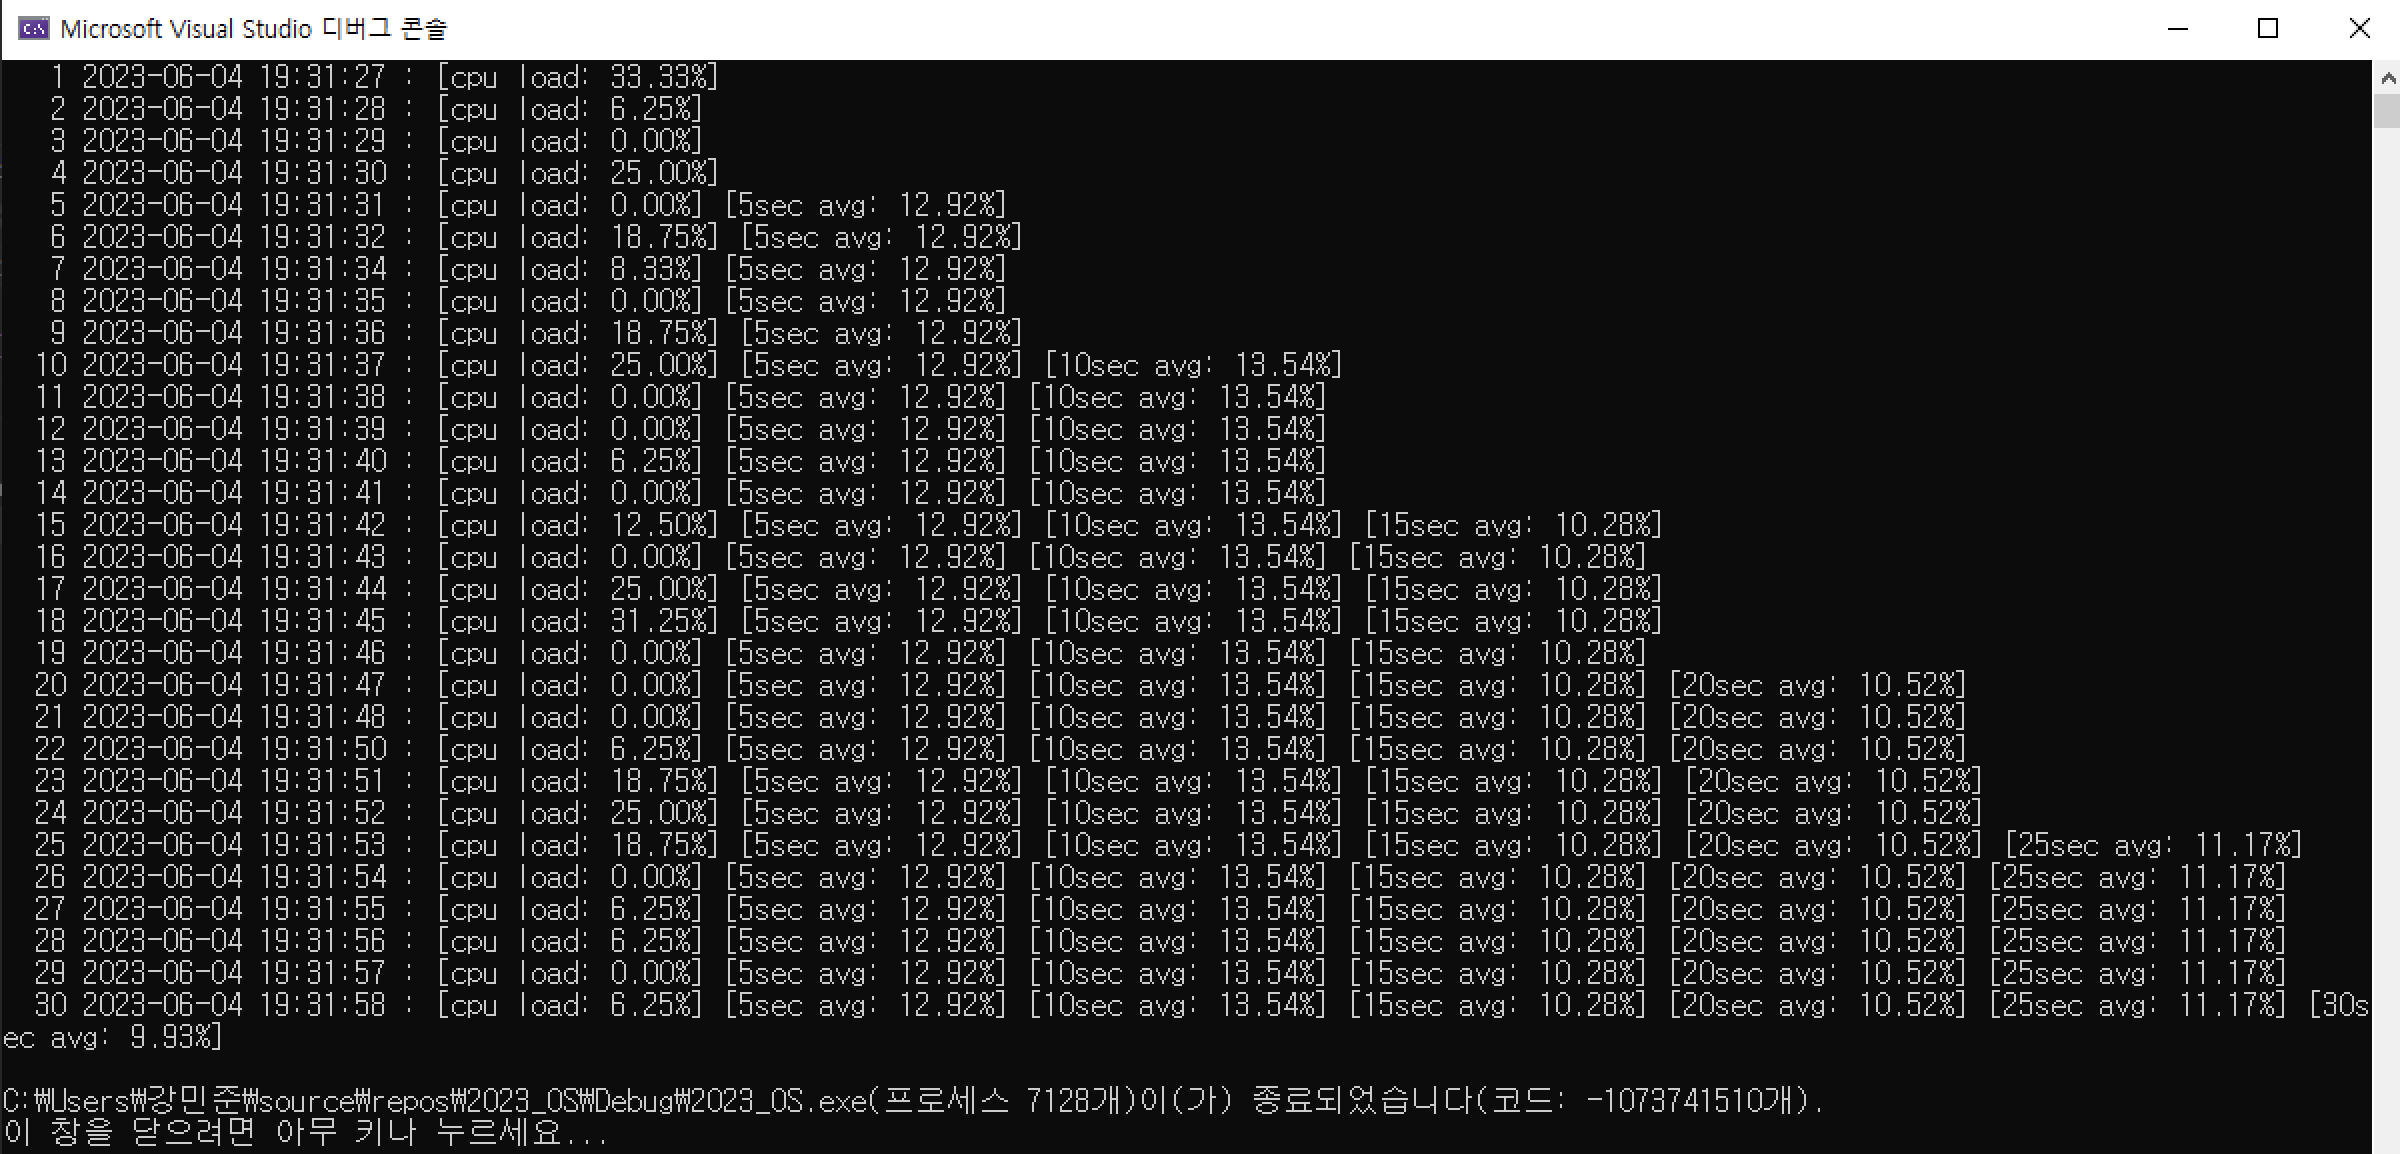 Microsoft Visual Studio 디버그 콘솔
1 2023-06-04 19:31:27 : [cpu load: 33.33%]
2 2023-06-04 19:31:28 : [cpu load: 6.25%]
3 2023-06-04 19:31:29 : [cpu load: 0.00%]
4 2023-06-04 19:31:30 : [cpu load: 25.00%]
5 2023-06-04 19:31:31 : [cpu load: 0.00%] [5sec avg: 12.92%]
6 2023-06-04 19:31:32 : [cpu load: 18.75%] [5sec avg: 12.92%]
7 2023-06-04 19:31:34 : [cpu load: 8.33%] [5sec avg: 12.92%]
8 2023-06-04 19:31:35 : [cpu load: 0.00%] [5sec avg: 12.92%]
9 2023-06-04 19:31:36 : [cpu load: 18.75%] [5sec avg: 12.92%]
10 2023-06-04 19:31:37 : [cpu load: 25.00%] [5sec avg: 12.92%] [10sec avg: 13.54%]
11 2023-06-04 19:31:38 : [cpu load: 0.00%] [5sec avg: 12.92%] [10sec avg: 13.54%]
12 2023-06-04 19:31:39 : [cpu load: 0.00%] [5sec avg: 12.92%] [10sec avg: 13.54%]
13 2023-06-04 19:31:40 : [cpu load: 6.25%] [5sec avg: 12.92%] [10sec avg: 13.54%]
14 2023-06-04 19:31:41 : [cpu load: 0.00%] [5sec avg: 12.92%] [10sec avg: 13.54%]
15 2023-06-04 19:31:42 : [cpu load: 12.50%] [5sec avg: 12.92%] [10sec avg: 13.54%] [15sec avg: 10.28%]
16 2023-06-04 19:31:43 : [cpu load: 0.00%] [5sec avg: 12.92%] [10sec avg: 13.54%] [15sec avg: 10.28%]
17 2023-06-04 19:31:44 : [cpu load: 25.00%] [5sec avg: 12.92%] [10sec avg: 13.54%] [15sec avg: 10.28%]
18 2023-06-04 19:31:45 : [cpu load: 31.25%] [5sec avg: 12.92%] [10sec avg: 13.54%] [15sec avg: 10.28%]
19 2023-06-04 19:31:46 : [cpu load: 0.00%] [5sec avg: 12.92%] [10sec avg: 13.54%] [15sec avg: 10.28%]
20 2023-06-04 19:31:47 : [cpu load: 0.00%] [5sec avg: 12.92%] [10sec avg: 13.54%] [15sec avg: 10.28%] [20sec avg: 10.52%]
21 2023-06-04 19:31:48 : [cpu load: 0.00%] [5sec avg: 12.92%] [10sec avg: 13.54%] [15sec avg: 10.28%] [20sec avg: 10.52%]
22 2023-06-04 19:31:50 : [cpu load: 6.25%] [5sec avg: 12.92%] [10sec avg: 13.54%] [15sec avg: 10.28%] [20sec avg: 10.52%]
23 2023-06-04 19:31:51 : [cpu load: 18.75%] [5sec avg: 12.92%] [10sec avg: 13.54%] [15sec avg: 10.28%] [20sec avg: 10.52%]
24 2023-06-04 19:31:52 : [cpu load: 25.00%] [5sec avg: 12.92%] [10sec avg: 13.54%] [15sec avg: 10.28%] [20sec avg: 10.52%]
25 2023-06-04 19:31:53 : [cpu load: 18.75%] [5sec avg: 12.92%] [10sec avg: 13.54%] [15sec avg: 10.28%] [20sec avg: 10.52%] [25sec avg: 11.17%]
26 2023-06-04 19:31:54 : [cpu load: 0.00%] [5sec avg: 12.92%] [10sec avg: 13.54%] [15sec avg: 10.28%] [20sec avg: 10.52%] [25sec avg: 11.17%]
27 2023-06-04 19:31:55 : [cpu load: 6.25%] [5sec avg: 12.92%] [10sec avg: 13.54%] [15sec avg: 10.28%] [20sec avg: 10.52%] [25sec avg: 11.17%]
28 2023-06-04 19:31:56 : [cpu load: 6.25%] [5sec avg: 12.92%] [10sec avg: 13.54%] [15sec avg: 10.28%] [20sec avg: 10.52%] [25sec avg: 11.17%]
29 2023-06-04 19:31:57 : [cpu load: 0.00%] [5sec avg: 12.92%] [10sec avg: 13.54%] [15sec avg: 10.28%] [20sec avg: 10.52%] [25sec avg: 11.17%]
30 2023-06-04 19:31:58 : [cpu load: 6.25%] [5sec avg: 12.92%] [10sec avg: 13.54%] [15sec avg: 10.28%] [20sec avg: 10.52%] [25sec avg: 11.17%] [30s
ec avg: 9.93%]
C:₩Users₩강민준₩source₩repos₩2023_OS₩Debug₩2023_OS.exe(프로세스 7128개)이(가) 종료되었습니다(코드: -1073741510개).
이 창을 닫으려면 아무 키나 누르세요...